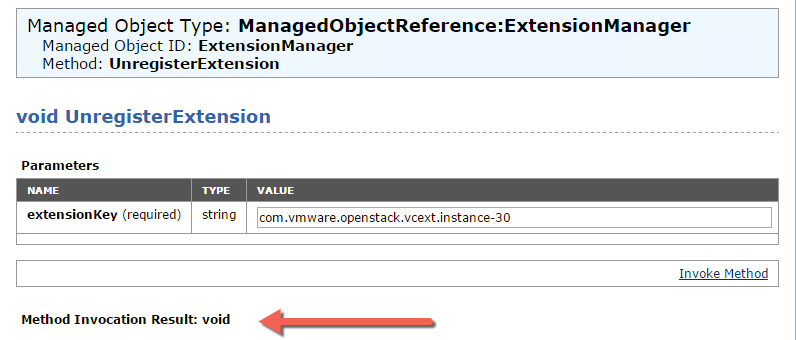 Managed Object Type: ManagedObjectReference:ExtensionManager
Managed Object ID: ExtensionManager
Method: UnregisterExtension
void UnregisterExtension
Parameters
NAME TYPE VALUE
extensionKey (required) string com.vmware.openstack.vcext.instance-30
Invoke Method
Method Invocation Result: void